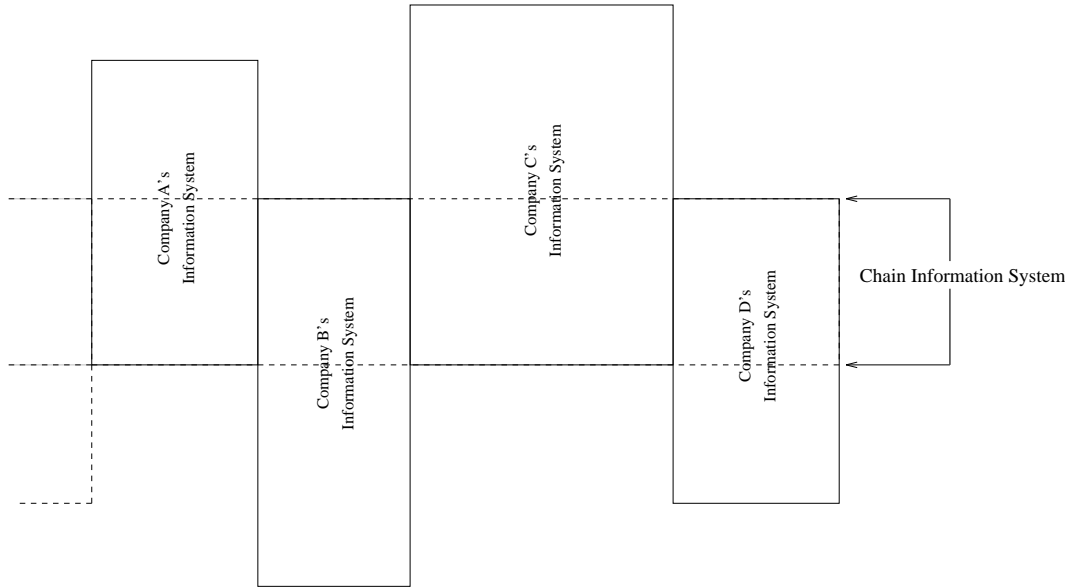 Company A's
Information System
Company B's
Information System
Company C's
Information System
Company D's
Information System
Chain Information System